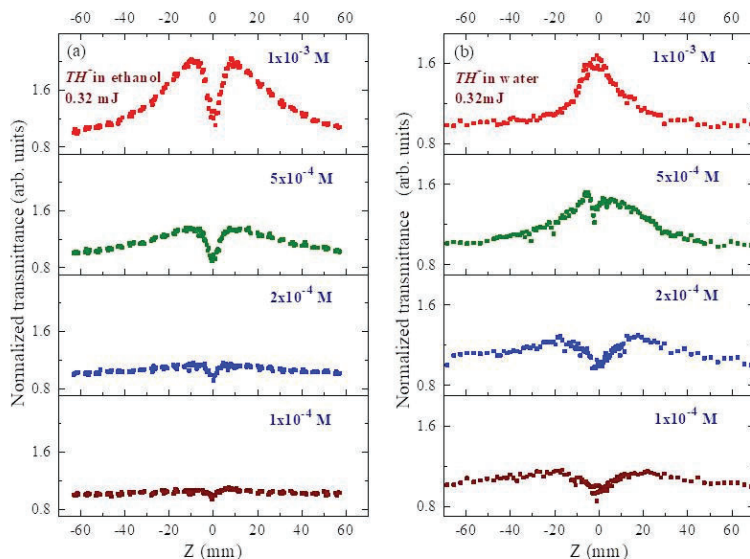 (a)
1x10⁻³ M
TH⁺ in ethanol
0.32 mJ
1.6
0.8
5x10⁻⁴ M
1.6
0.8
2x10⁻⁴ M
1.6
0.8
1x10⁻⁴ M
1.6
0.8
-60 -40 -20 0 20 40 60
Z (mm)
Normalized transmittance (arb. units)
-60 -40 -20 0 20 40 60
(b)
1x10⁻³ M
TH⁺ in water
0.32mJ
1.6
0.8
5x10⁻⁴ M
1.6
0.8
2x10⁻⁴ M
1.6
0.8
1x10⁻⁴ M
1.6
0.8
-60 -40 -20 0 20 40 60
Z (mm)
Normalized transmittance (arb. units)
-60 -40 -20 0 20 40 60